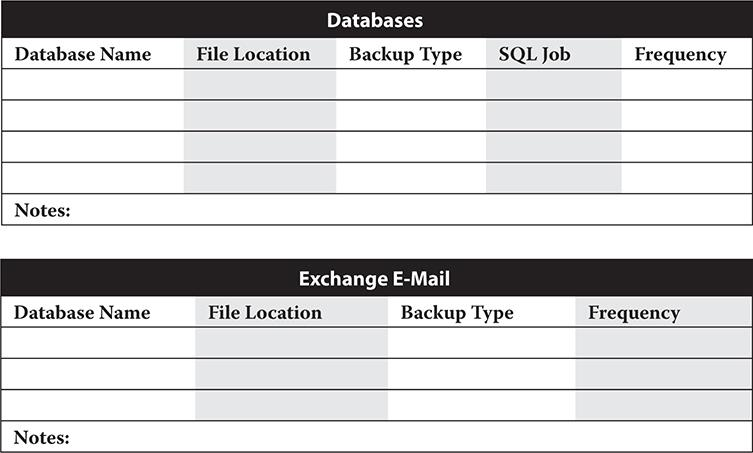 Databases
Database Name File Location Backup Type SQL Job Frequency
Notes:
Exchange E-Mail
Database Name File Location Backup Type Frequency
Notes: